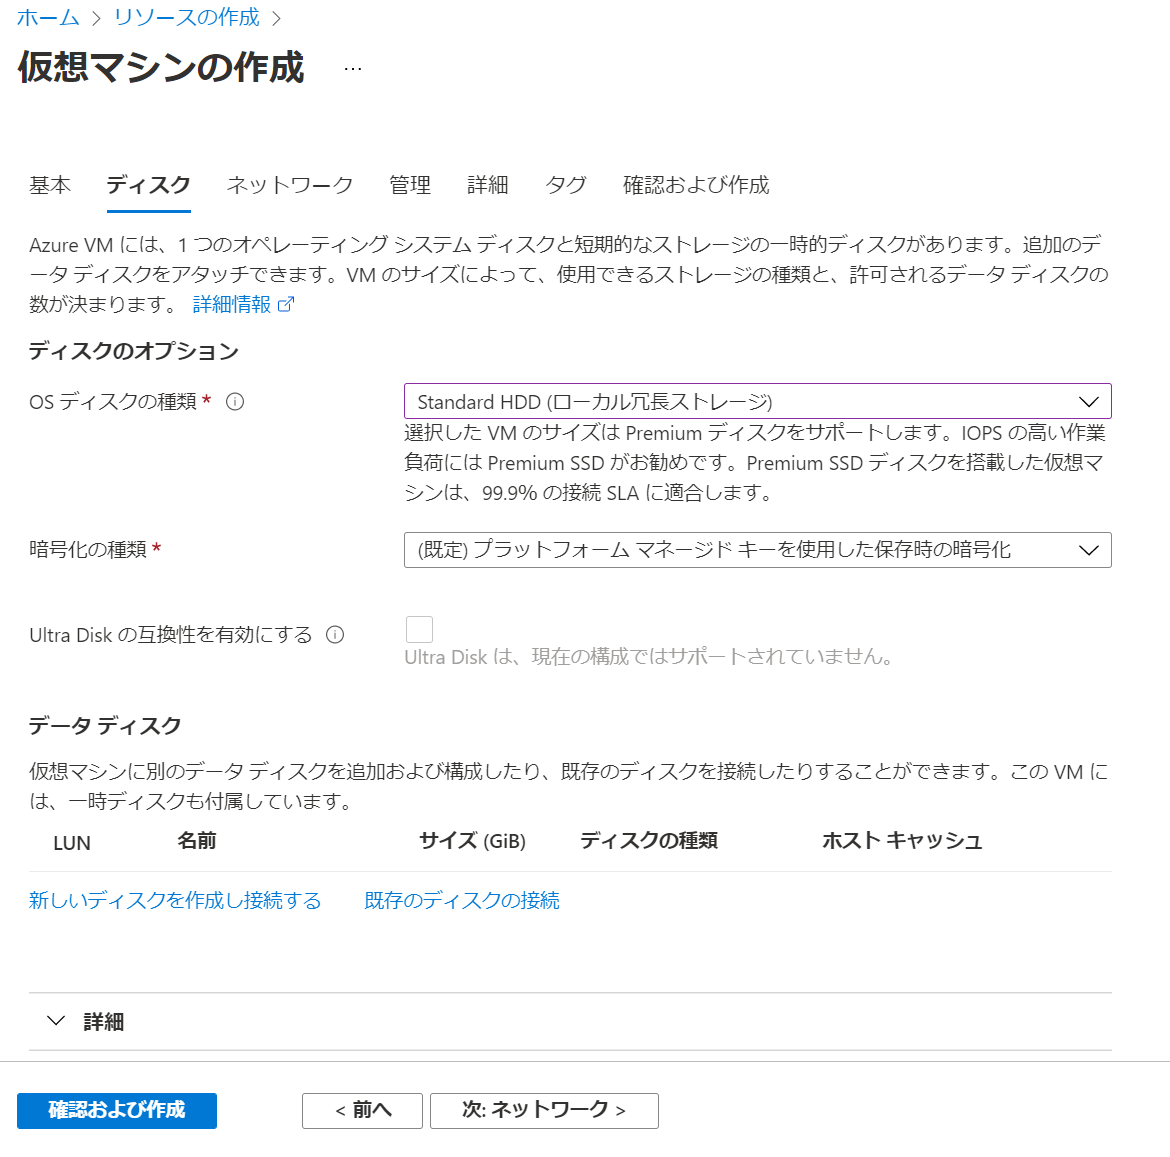 ホーム > リソースの作成 >
仮想マシンの作成 ...
基本 ディスク ネットワーク 管理 詳細 タグ 確認および作成
Azure VM には、1 つのオペレーティング システム ディスクと短期的なストレージの一時的ディスクがあります。追加のデ
ータ ディスクをアタッチできます。VM のサイズによって、使用できるストレージの種類と、許可されるデータ ディスクの
数が決まります。 詳細情報
ディスクのオプション
OS ディスクの種類 * Standard HDD (ローカル冗長ストレージ)
選択した VM のサイズは Premium ディスクをサポートします。IOPS の高い作業
負荷には Premium SSD がお勧めです。Premium SSD ディスクを搭載した仮想マ
シンは、99.9% の接続 SLA に適合します。
暗号化の種類 * (既定) プラットフォーム マネージド キーを使用した保存時の暗号化
Ultra Disk の互換性を有効にする
Ultra Disk は、現在の構成ではサポートされていません。
データ ディスク
仮想マシンに別のデータ ディスクを追加および構成したり、既存のディスクを接続したりすることができます。この VM に
は、一時ディスクも付属しています。
LUN 名前 サイズ (GiB) ディスクの種類 ホスト キャッシュ
新しいディスクを作成し接続する 既存のディスクの接続
詳細
確認および作成 < 前へ 次: ネットワーク >